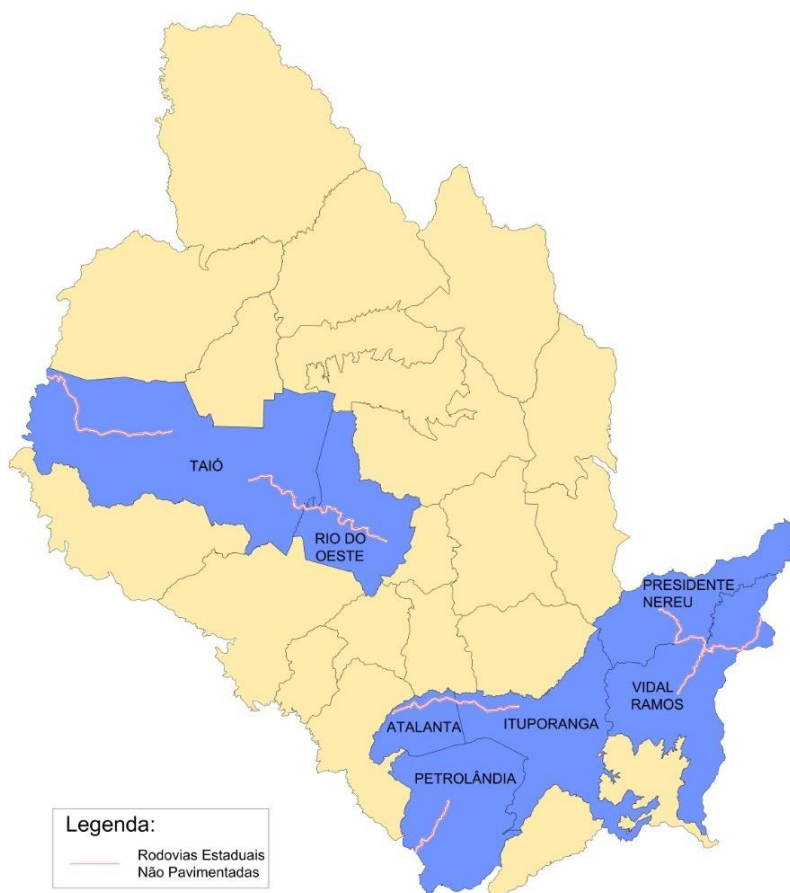 TAIÓ
RIO DO
OESTE
PRESIDENTE
NEREU
VIDAL
RAMOS
ATALANTA
ITUPORANGA
PETROLÂNDIA
Legenda:
Rodovias Estaduais
Não Pavimentadas